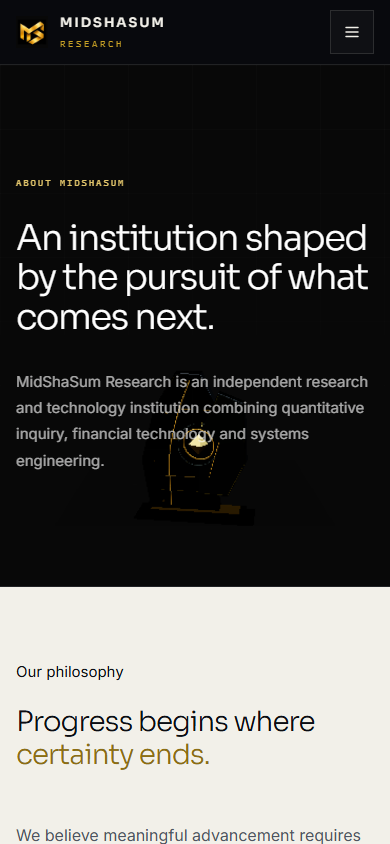 MIDSHASUM
RESEARCH
ABOUT MIDSHASUM
An institution shaped
by the pursuit of what
comes next.
MidShaSum Research is an independent research
and technology institution combining quantitative
inquiry, financial technology and systems
engineering.
Our philosophy
Progress begins where
certainty ends.
We believe meaningful advancement requires